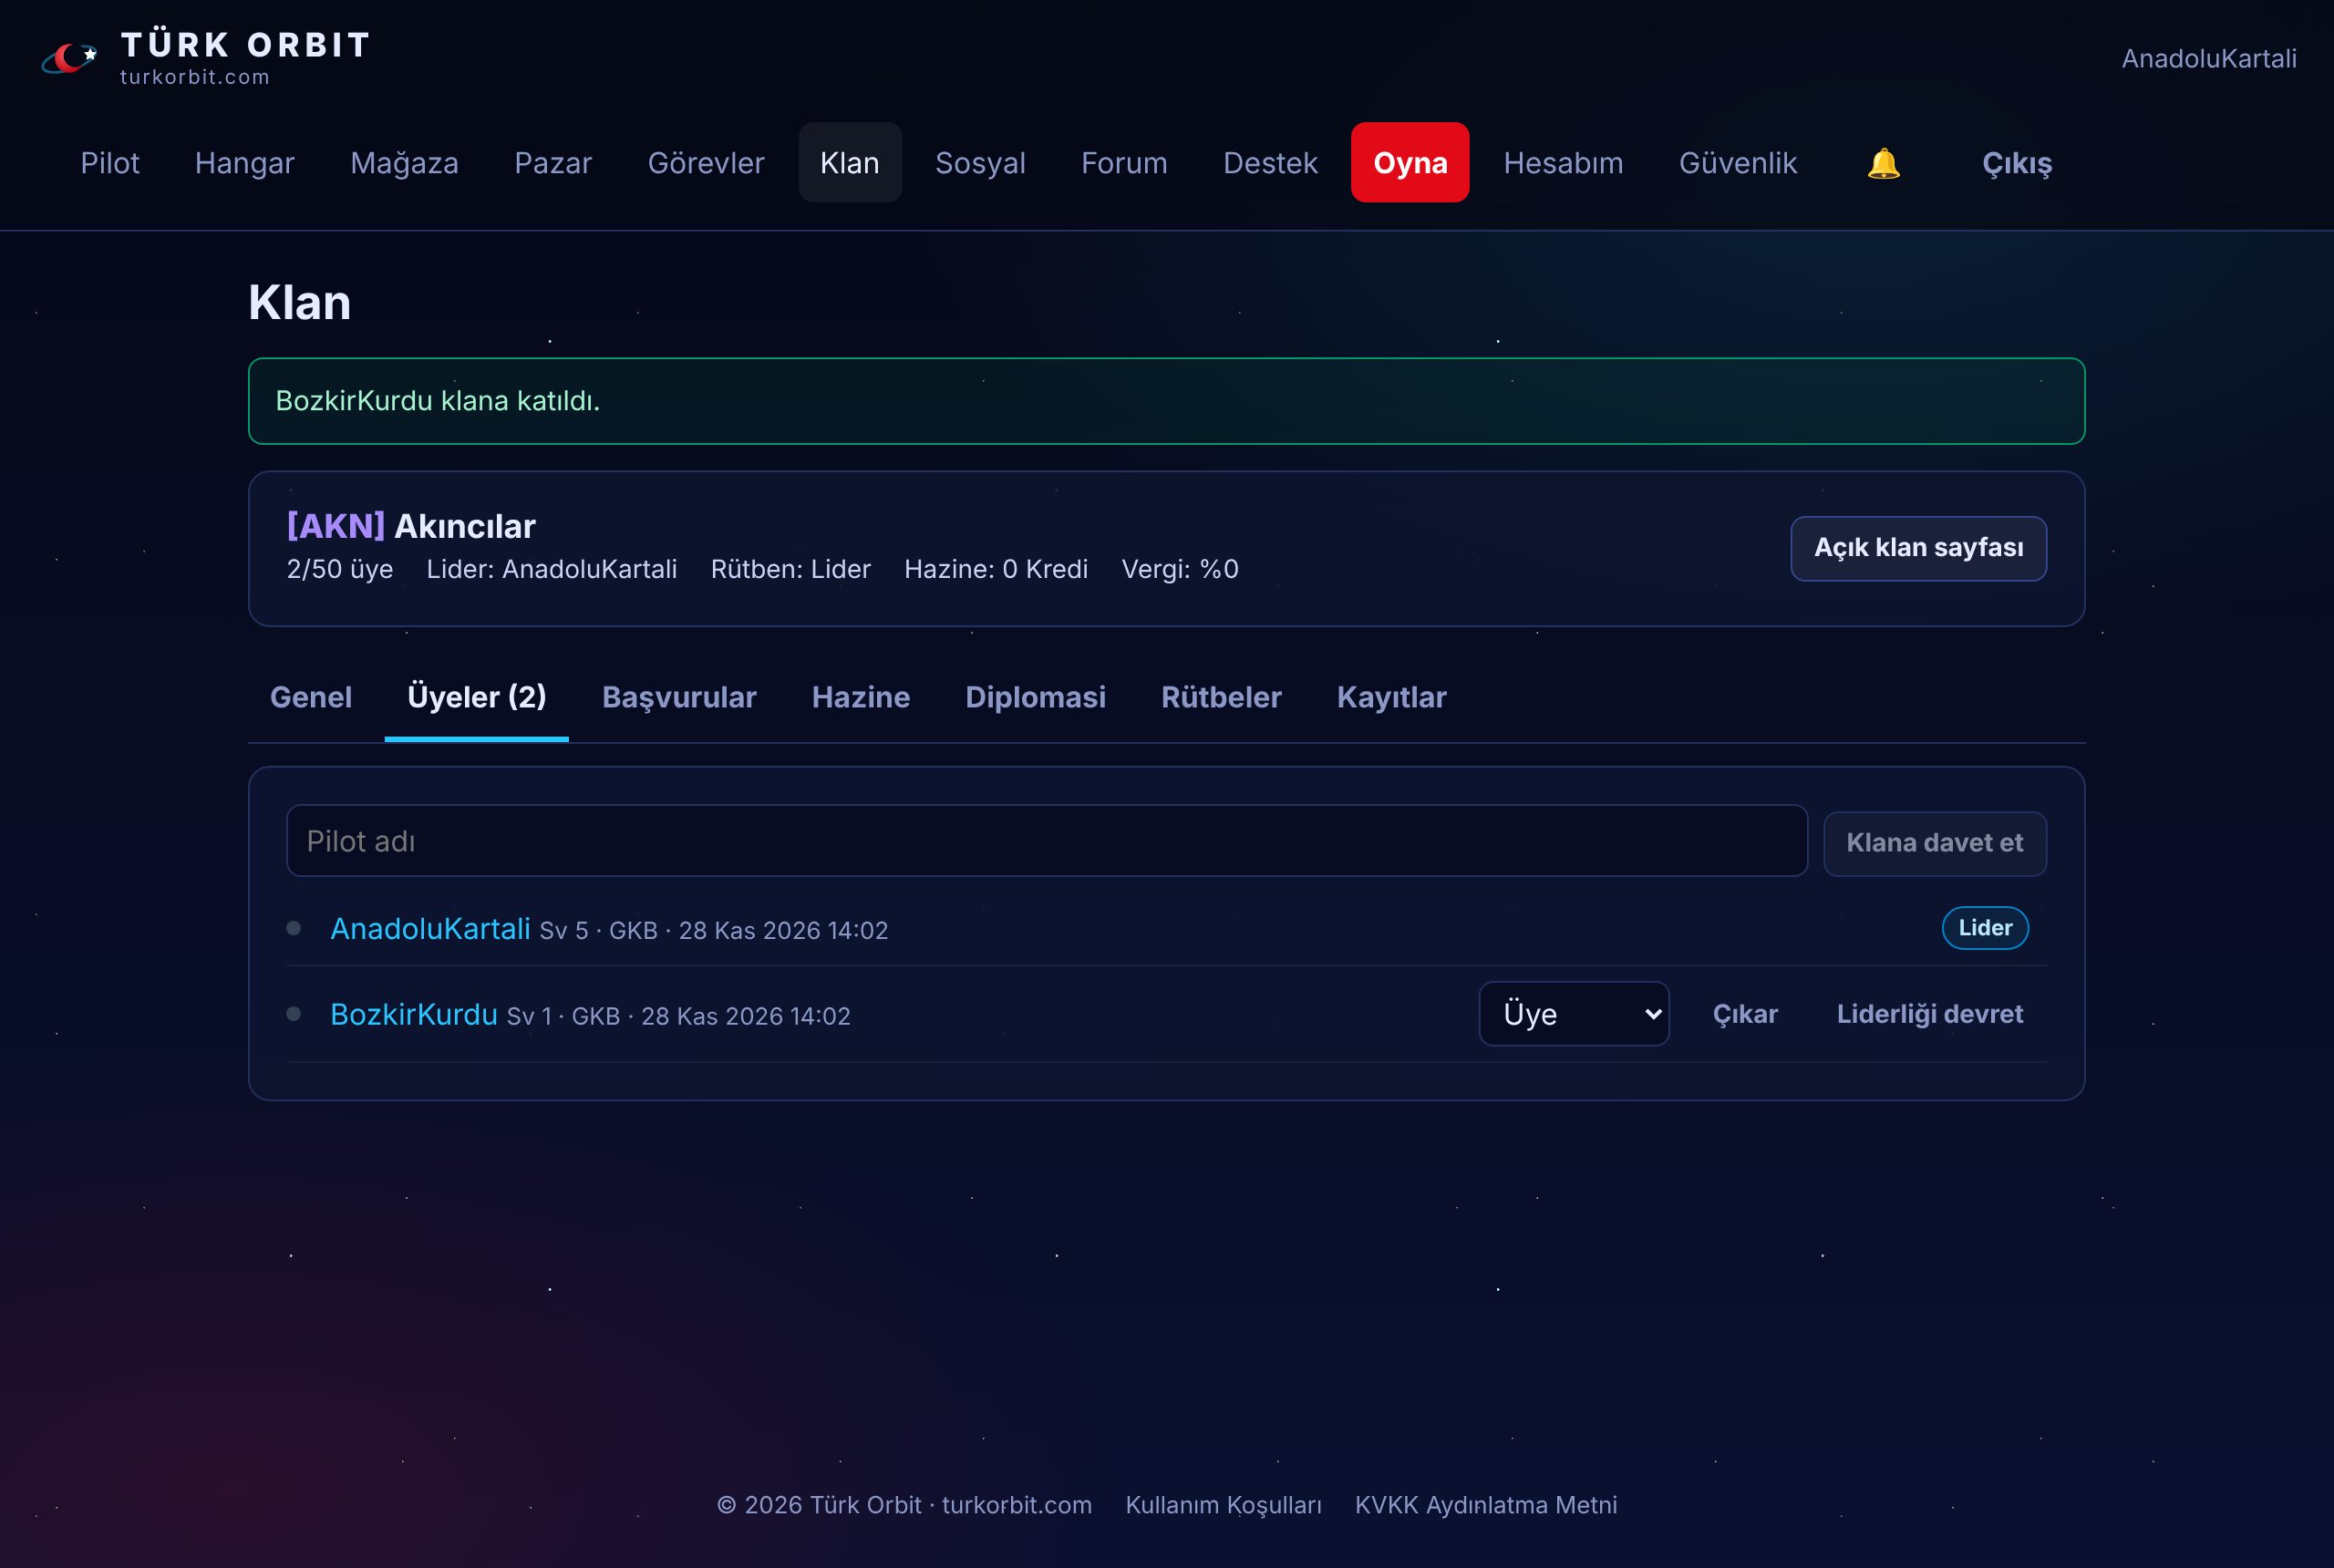 TÜRK ORBIT
turkorbit.com
AnadoluKartali
Pilot Hangar Mağaza Pazar Görevler Klan Sosyal Forum Destek Oyna Hesabım Güvenlik 🔔 Çıkış
Klan
BozkirKurdu klana katıldı.
[AKN] Akıncılar
2/50 üye Lider: AnadoluKartali Rütben: Lider Hazine: 0 Kredi Vergi: %0
Açık klan sayfası
Genel Üyeler (2) Başvurular Hazine Diplomasi Rütbeler Kayıtlar
Pilot adı Klana davet et
AnadoluKartali Sv 5 · GKB · 28 Kas 2026 14:02 Lider
BozkirKurdu Sv 1 · GKB · 28 Kas 2026 14:02 Üye Çıkar Liderliği devret
© 2026 Türk Orbit · turkorbit.com Kullanım Koşulları KVKK Aydınlatma Metni